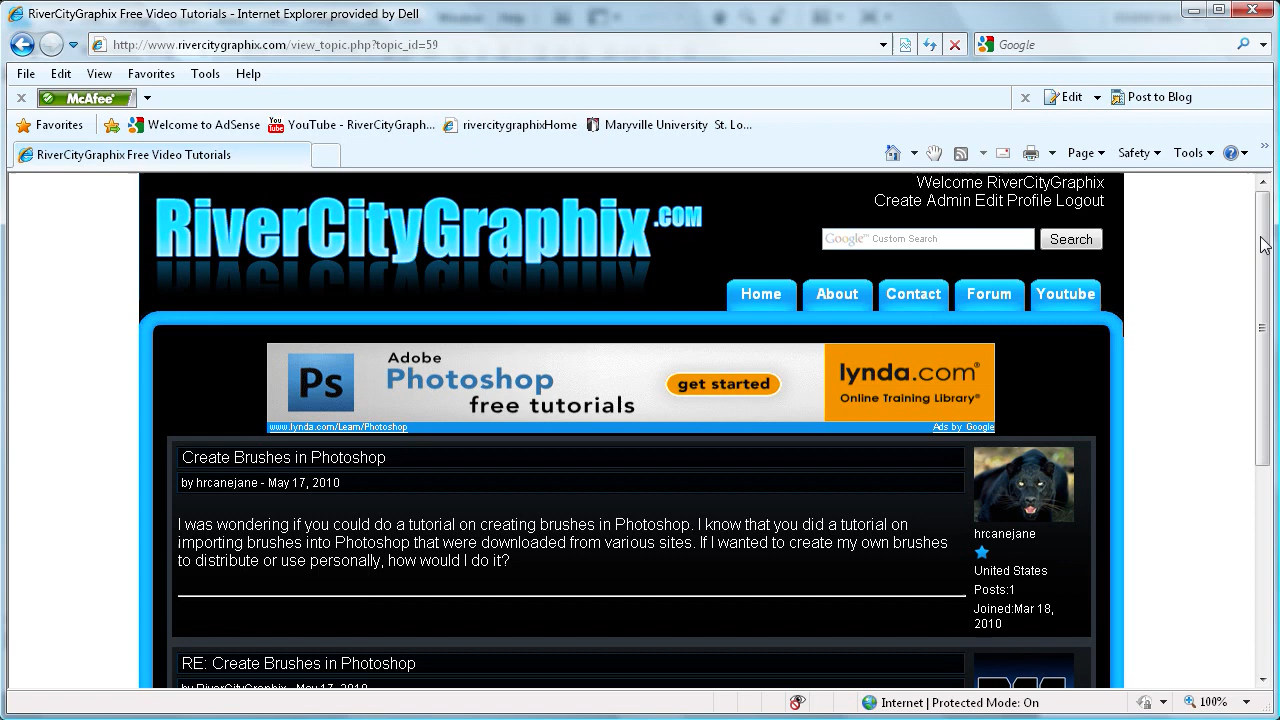 RiverCityGraphix Free Video Tutorials - Internet Explorer provided by Dell
http://www.rivercitygraphix.com/view_topic.php?topic_id=59
Google
File Edit View Favorites Tools Help
McAfee
Edit Post to Blog
Favorites Welcome to AdSense YouTube - RiverCityGraph... rivercitygraphixHome Maryville University St. Lo...
RiverCityGraphix Free Video Tutorials
Page Safety Tools
Welcome RiverCityGraphix
Create Admin Edit Profile Logout
RiverCityGraphix.com
Google™ Custom Search Search
Home About Contact Forum Youtube
Ps
Adobe
Photoshop
free tutorials
get started
lynda.com®
Online Training Library®
www.lynda.com/Learn/Photoshop Ads by Google
Create Brushes in Photoshop
by hrcanejane - May 17, 2010
I was wondering if you could do a tutorial on creating brushes in Photoshop. I know that you did a tutorial on
importing brushes into Photoshop that were downloaded from various sites. If I wanted to create my own brushes
to distribute or use personally, how would I do it?
hrcanejane
United States
Posts:1
Joined:Mar 18,
2010
RE: Create Brushes in Photoshop
by RiverCityGraphix - May 17, 2010
Internet | Protected Mode: On
100%